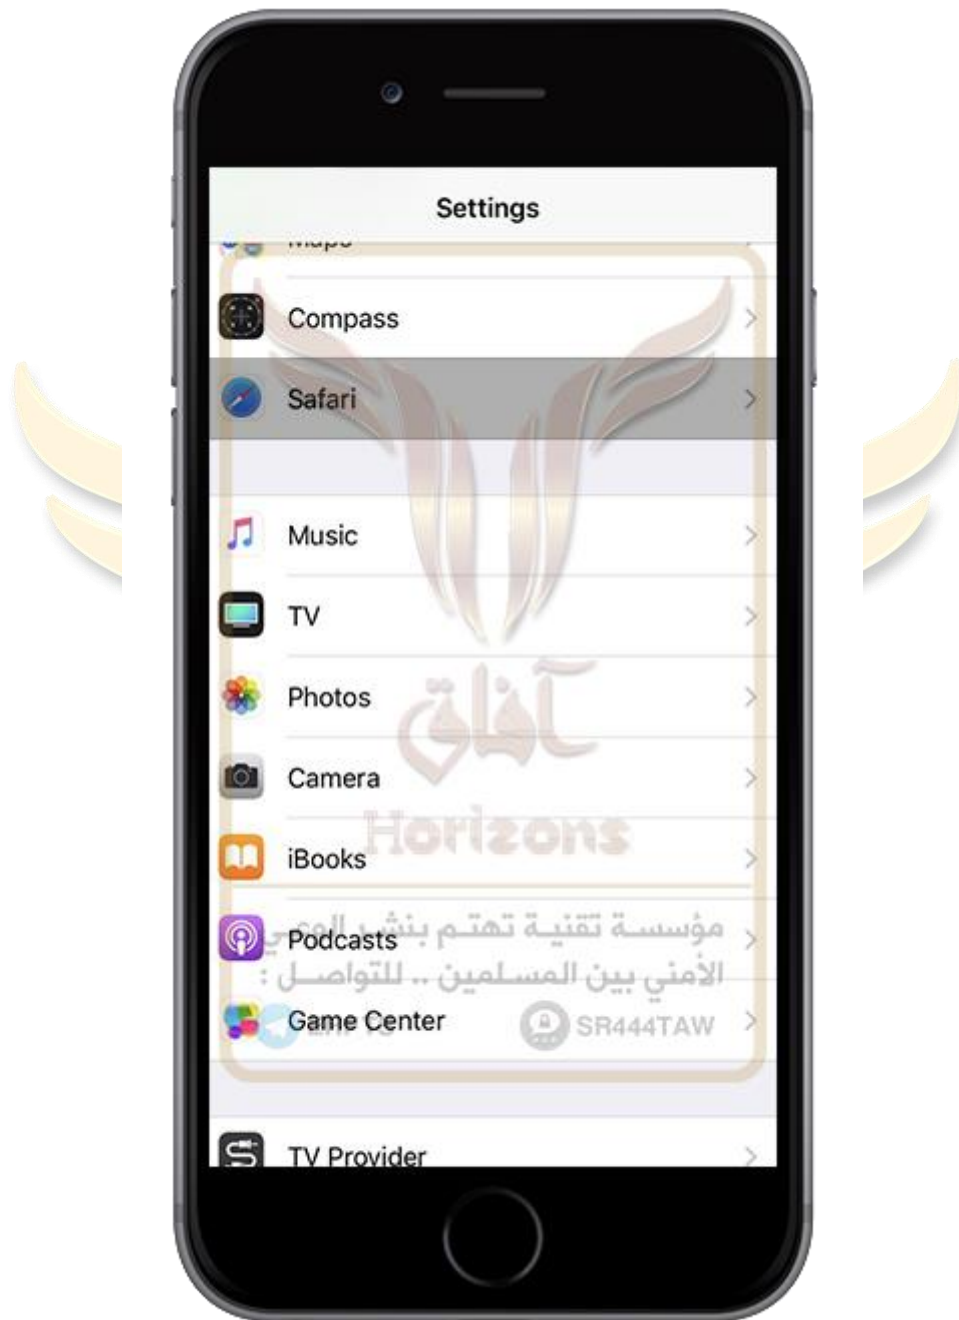 Settings
Maps
Compass
Safari
Music
TV
Photos
آفاق
Camera
Horizons
iBooks
مؤسسة تقنية تهتم بنشر الوعي
Podcasts
الأمني بين المسلمين .. للتواصل :
Game Center
SR444TAW
TV Provider